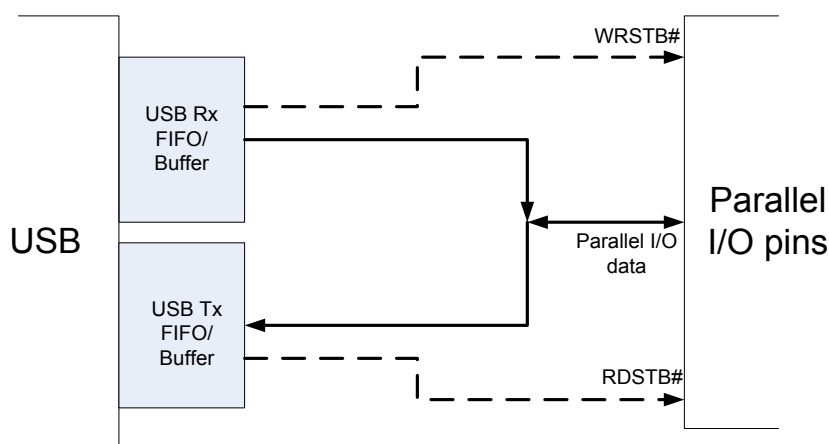 WRSTB#
USB Rx
FIFO/
Buffer
USB
Parallel I/O
data
Parallel
I/O pins
USB Tx
FIFO/
Buffer
RDSTB#